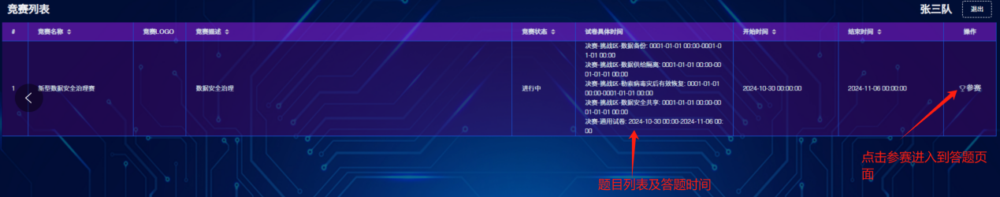 竞赛列表
张三队
退出
# 竞赛名称 竞赛LOGO 竞赛描述 竞赛状态 试卷具体时间 开始时间 结束时间 操作
1 新型数据安全治理赛 数据安全治理 进行中
决赛-挑战区-数据备份: 0001-01-01 00:00-0001-0
1-01 00:00
决赛-挑战区-数据供给隔离: 0001-01-01 00:00-00
01-01-01 00:00
决赛-挑战区-勒索病毒灾后有效恢复: 0001-01-01
00:00-0001-01-01 00:00
决赛-挑战区-数据安全共享: 0001-01-01 00:00-00
01-01-01 00:00
决赛-通用试卷: 2024-10-30 00:00-2024-11-06 00:
00
2024-10-30 00:00:00
2024-11-06 00:00:00
参赛
点击参赛进入到答题页
面
题目列表及答题时间